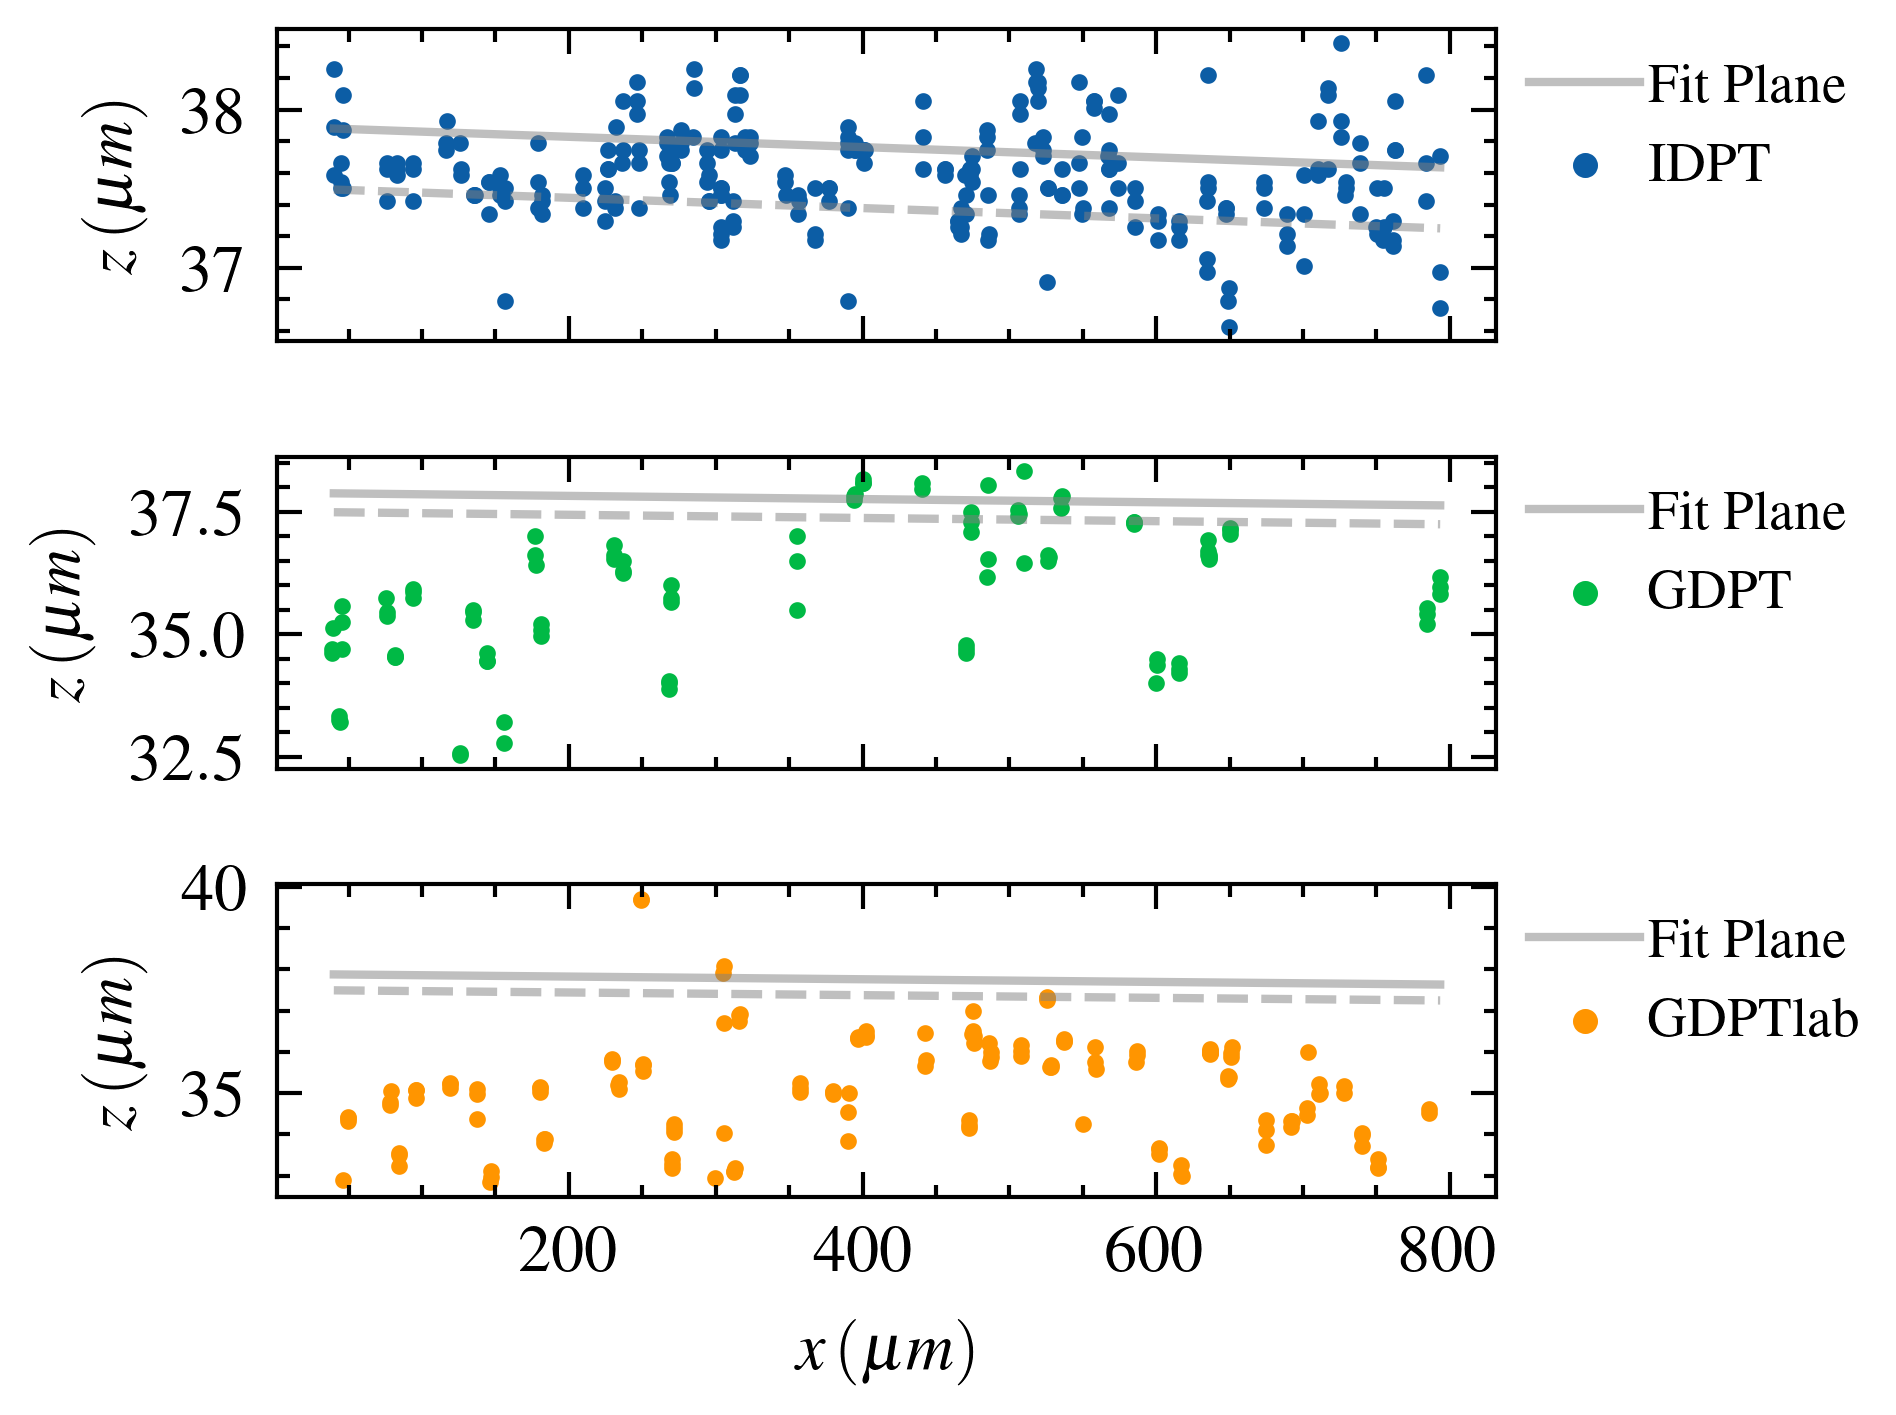 38
37
z (μm)
Fit Plane
IDPT
37.5
35.0
32.5
z (μm)
Fit Plane
GDPT
40
35
z (μm)
Fit Plane
GDPTlab
200 400 600 800
x (μm)